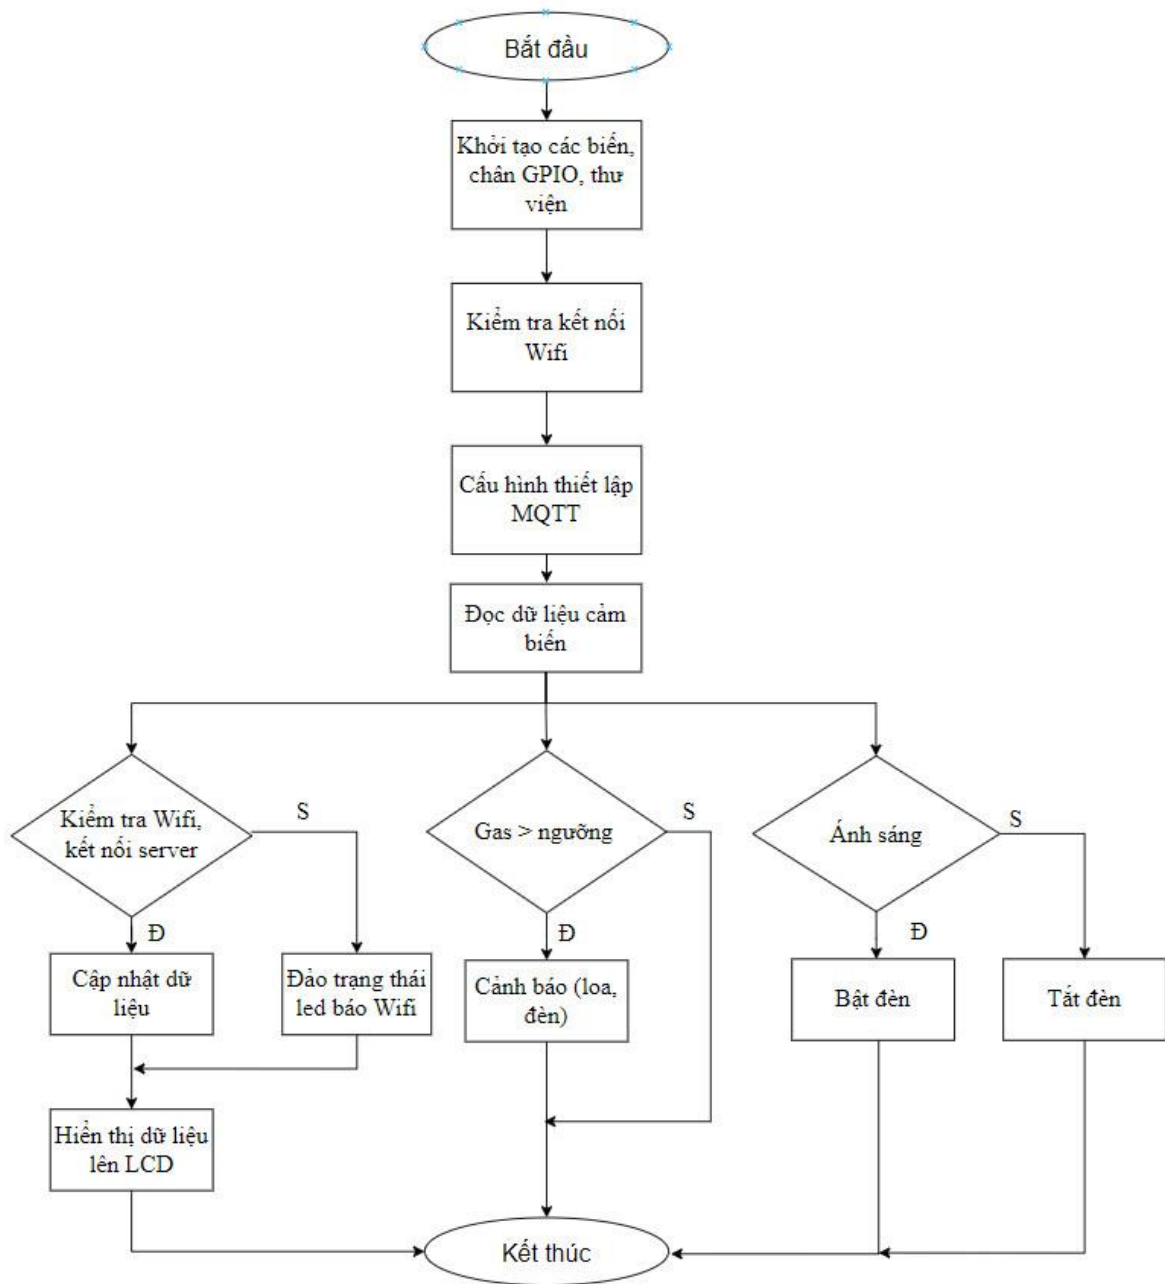 Bắt đầu
Khởi tạo các biến,
chân GPIO, thư
viện
Kiểm tra kết nối
Wifi
Cấu hình thiết lập
MQTT
Đọc dữ liệu cảm
biến
Kiểm tra Wifi,
kết nối server
S
Đ
Cập nhật dữ
liệu
Đảo trạng thái
led báo Wifi
Hiển thị dữ liệu
lên LCD
Gas > ngưỡng
S
Đ
Cảnh báo (loa,
đèn)
Ánh sáng
S
Đ
Bật đèn
Tắt đèn
Kết thúc